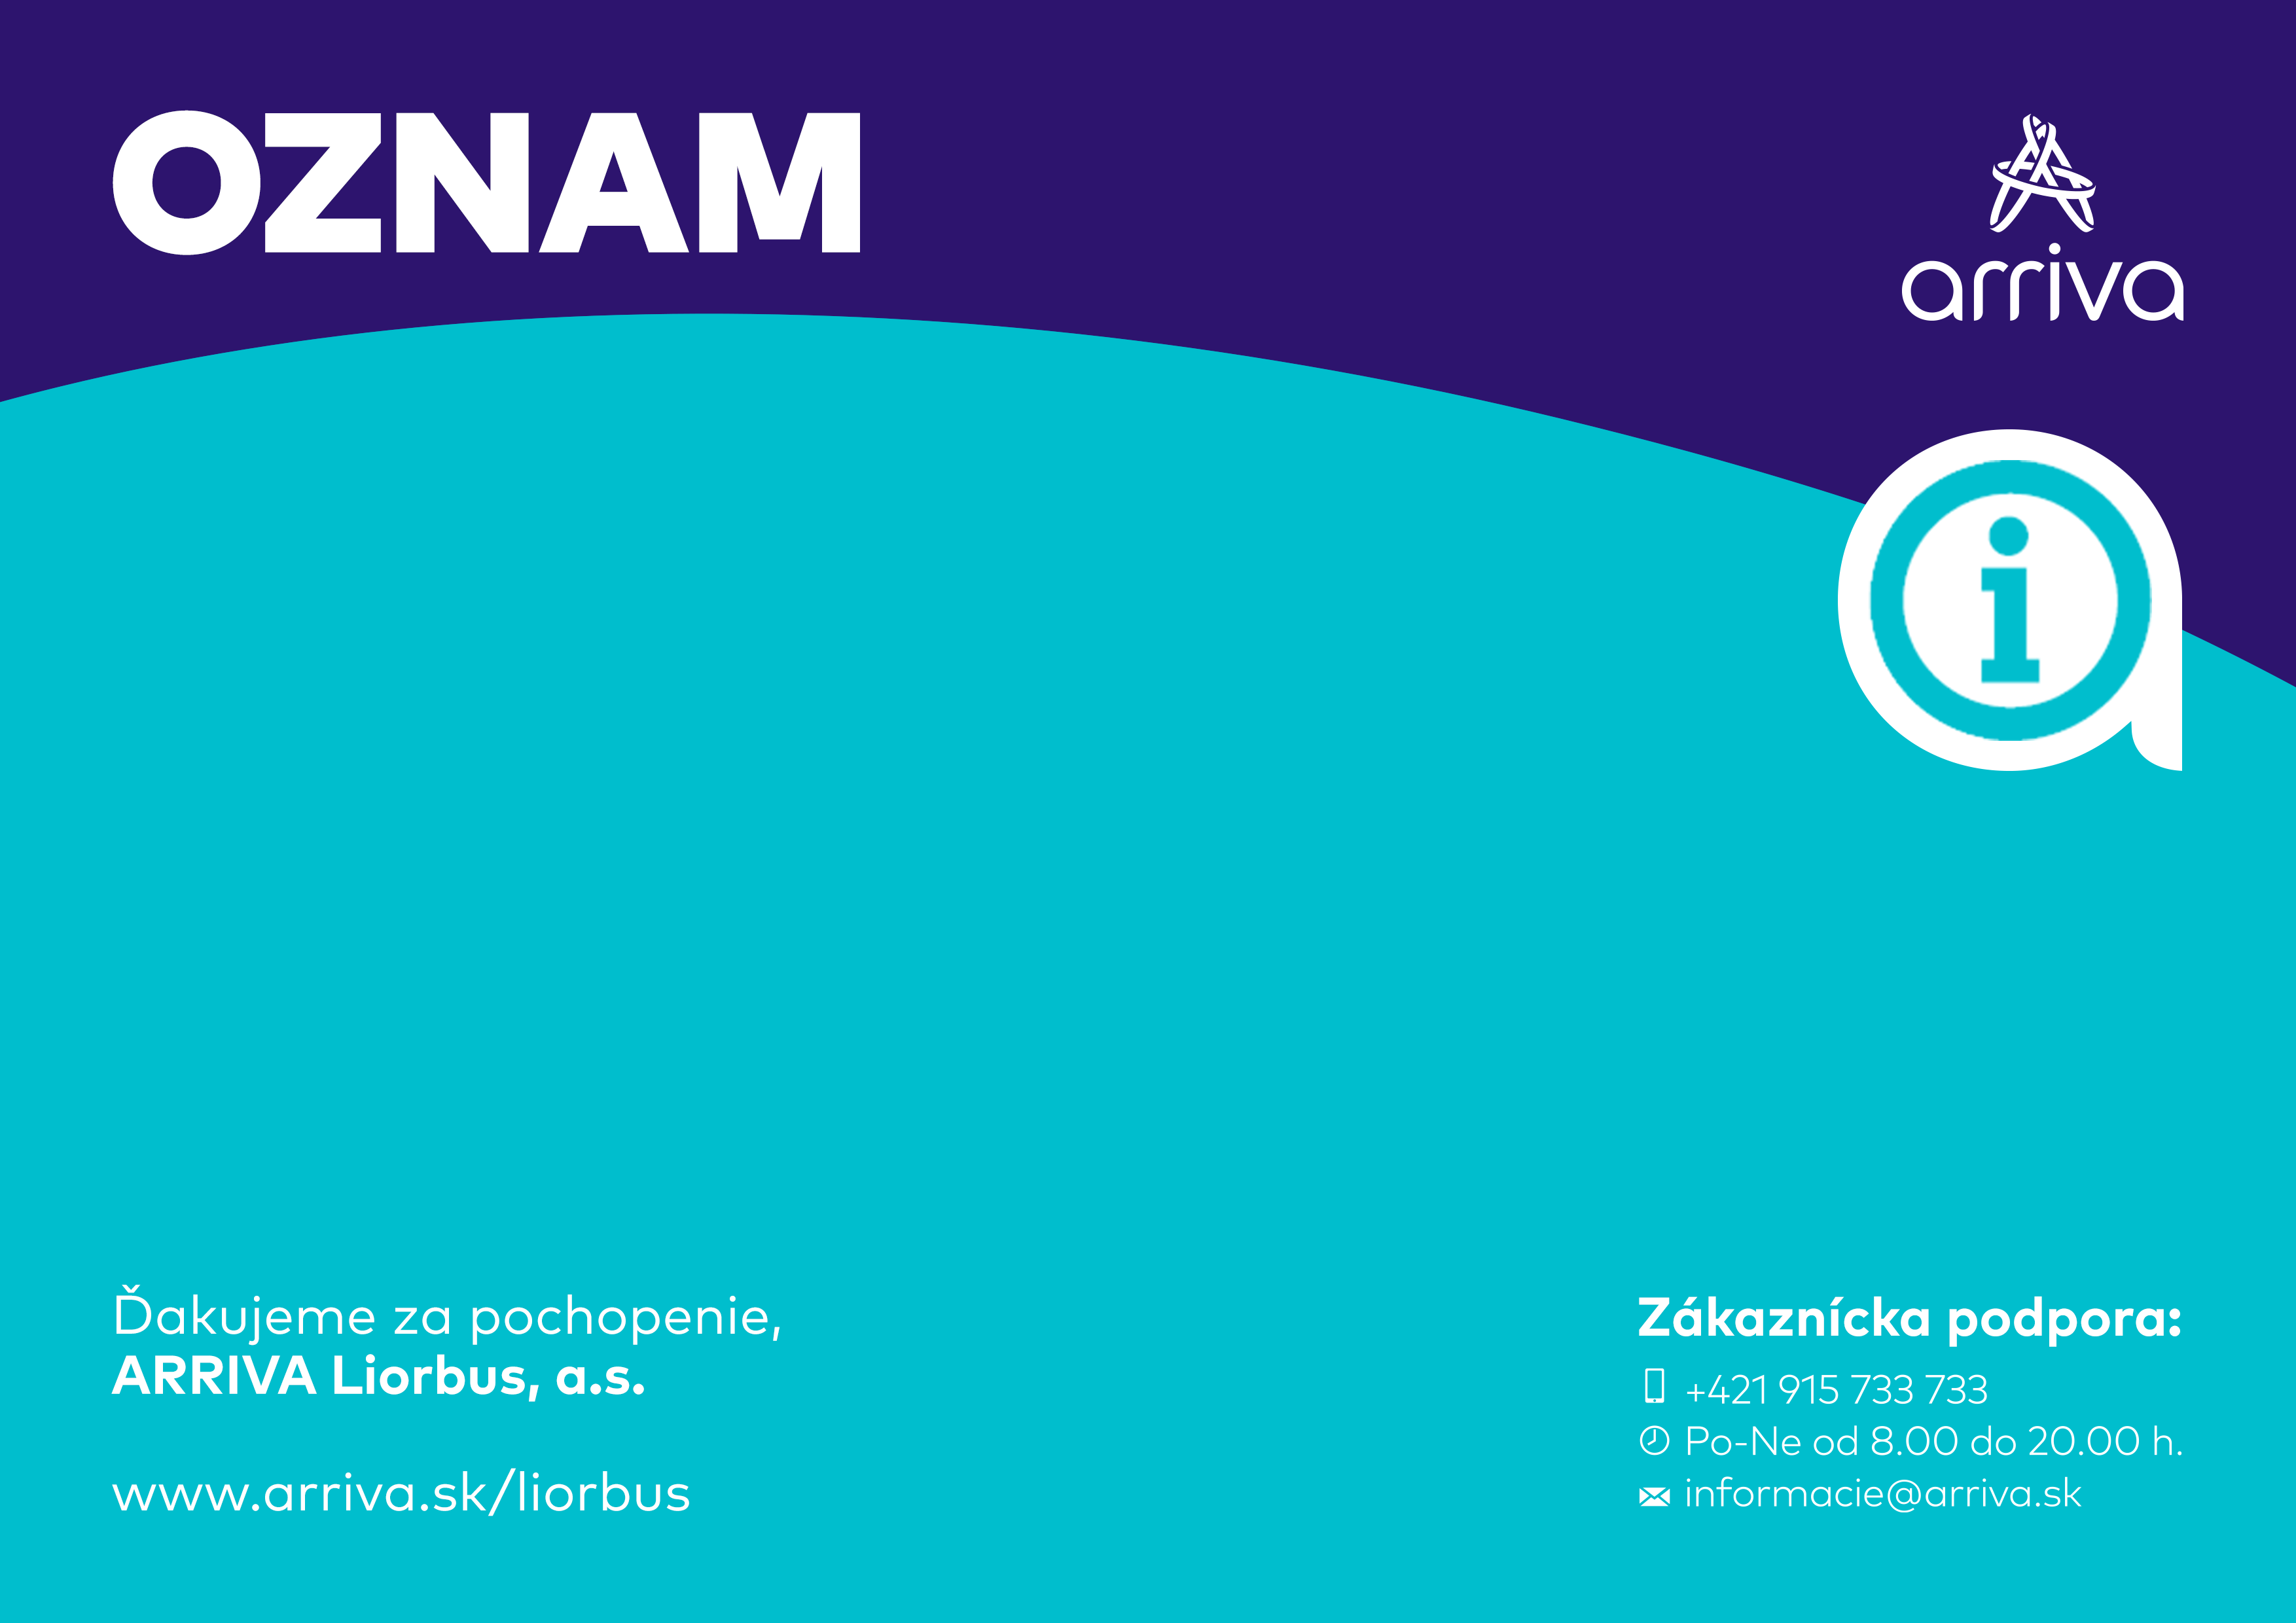 OZNAM
arriva
i
Ďakujeme za pochopenie,
ARRIVA Liorbus, a.s.
www.arriva.sk/liorbus
Zákaznícka podpora:
+421 915 733 733
Po-Ne od 8.00 do 20.00 h.
informacie@arriva.sk